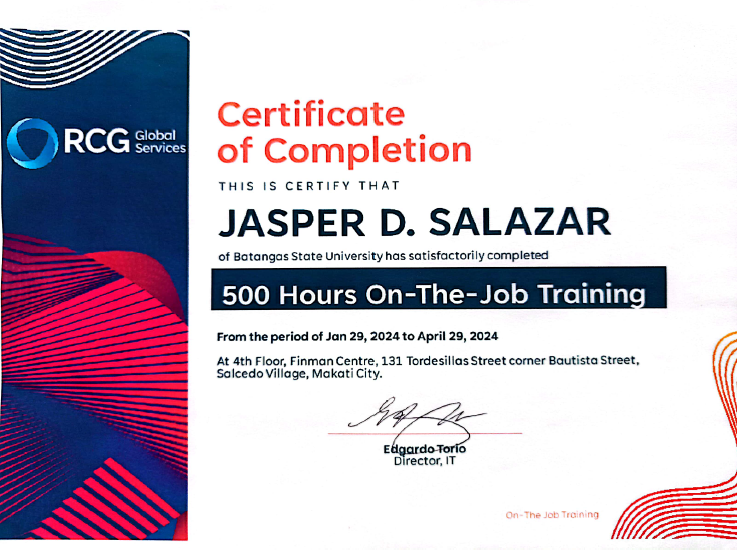 RCG Global
Services
Certificate
of Completion
THIS IS CERTIFY THAT
JASPER D. SALAZAR
of Batangas State University has satisfactorily completed
500 Hours On-The-Job Training
From the period of Jan 29, 2024 to April 29, 2024
At 4th Floor, Finman Centre, 131 Tordesillas Street corner Bautista Street,
Salcedo Village, Makati City.
Edgardo Torio
Director, IT
On-The Job Training